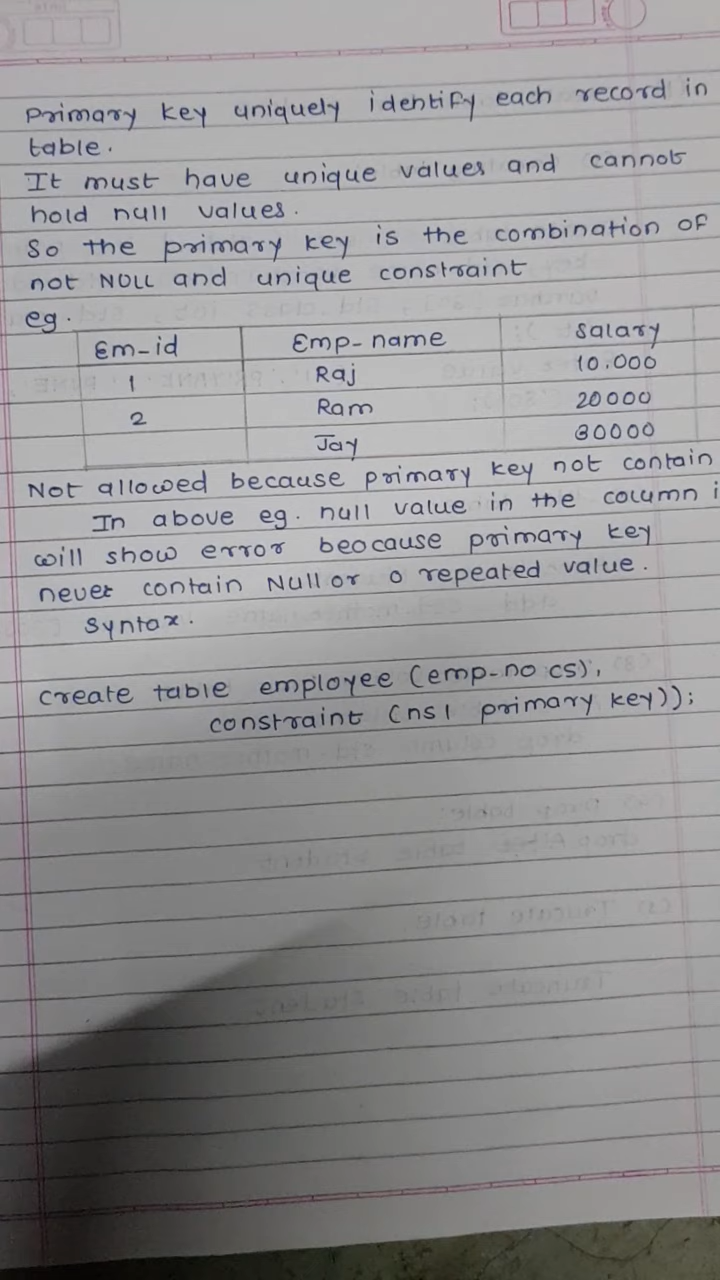 Primary key uniquely identify each record in
table.
It must have unique values and cannot
hold null values.
So the primary key is the combination of
not NULL and unique constraint
eg.
Em-id Emp-name Salary
1 Raj 10.000
2 Ram 20000
Jay 30000
Not allowed because primary key not contain
In above eg. null value in the column i
will show error beocause primary key
never contain Null or o repeated value.
Syntax.
Create table employee (emp-no cs),
constraint (ns1 primary key));